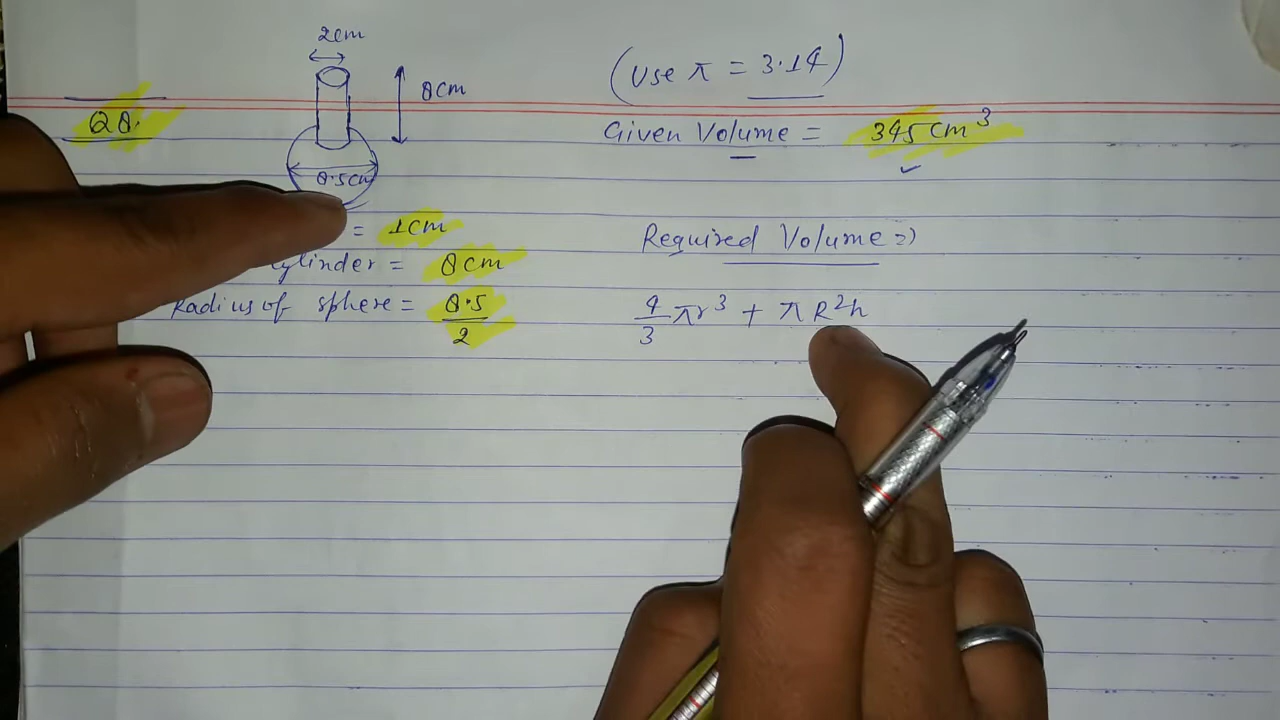 2cm
8cm
Q8.
8.5cm
= 1cm
cylinder = 8cm
Radius of sphere = 8.5/2
(Use π = 3.14)
Given Volume = 345 cm³
Required Volume =)
4/3 πr³ + πR²h